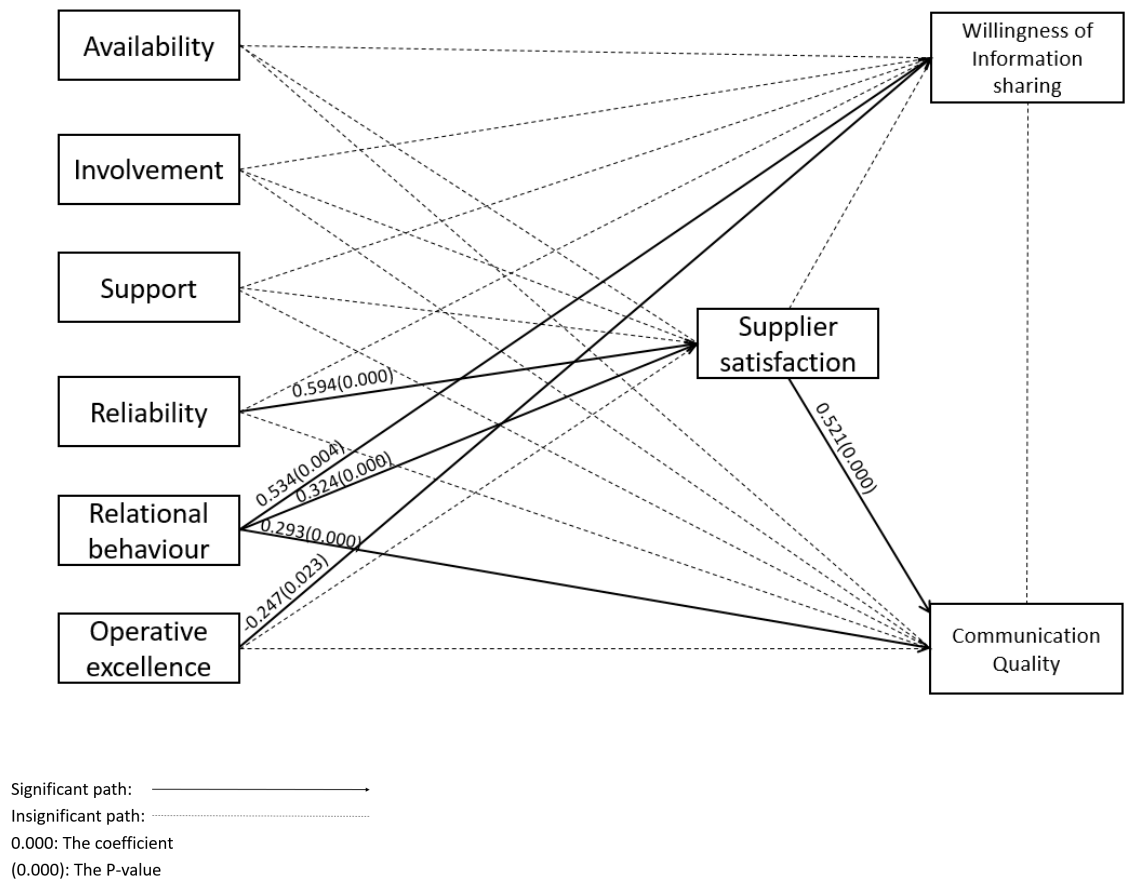 Availability
Willingness of
Information
sharing
Involvement
Support
Supplier
satisfaction
0.594(0.000)
Reliability
0.521(0.000)
0.534(0.004)
0.324(0.000)
Relational
behaviour
0.293(0.000)
-0.247(0.023)
Operative
excellence
Communication
Quality
Significant path:
Insignificant path:
0.000: The coefficient
(0.000): The P-value